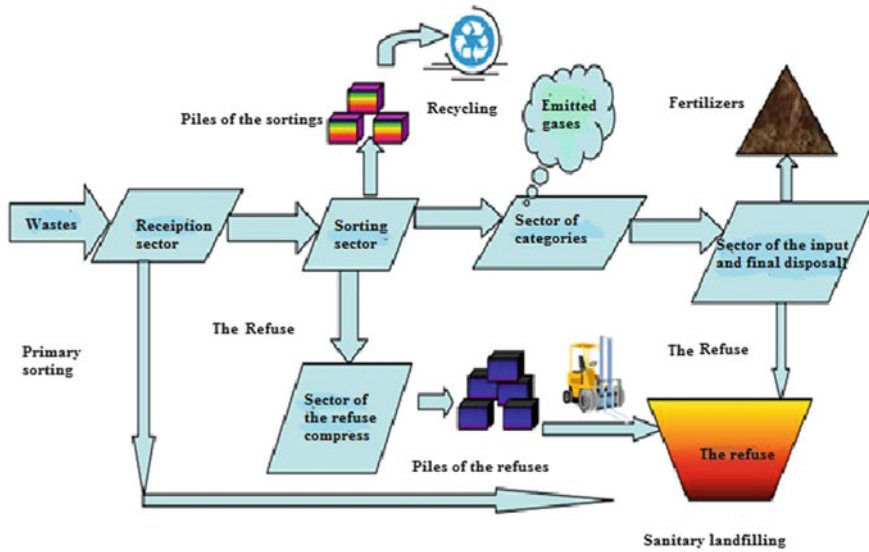 Piles of the sortings
Recycling
Emitted
gases
Fertilizers
Wastes
Receiption
sector
Sorting
sector
Sector of
categories
Sector of the input
and final disposall
Primary
sorting
The Refuse
Sector of
the refuse
compress
Piles of the refuses
The Refuse
The refuse
Sanitary landfilling